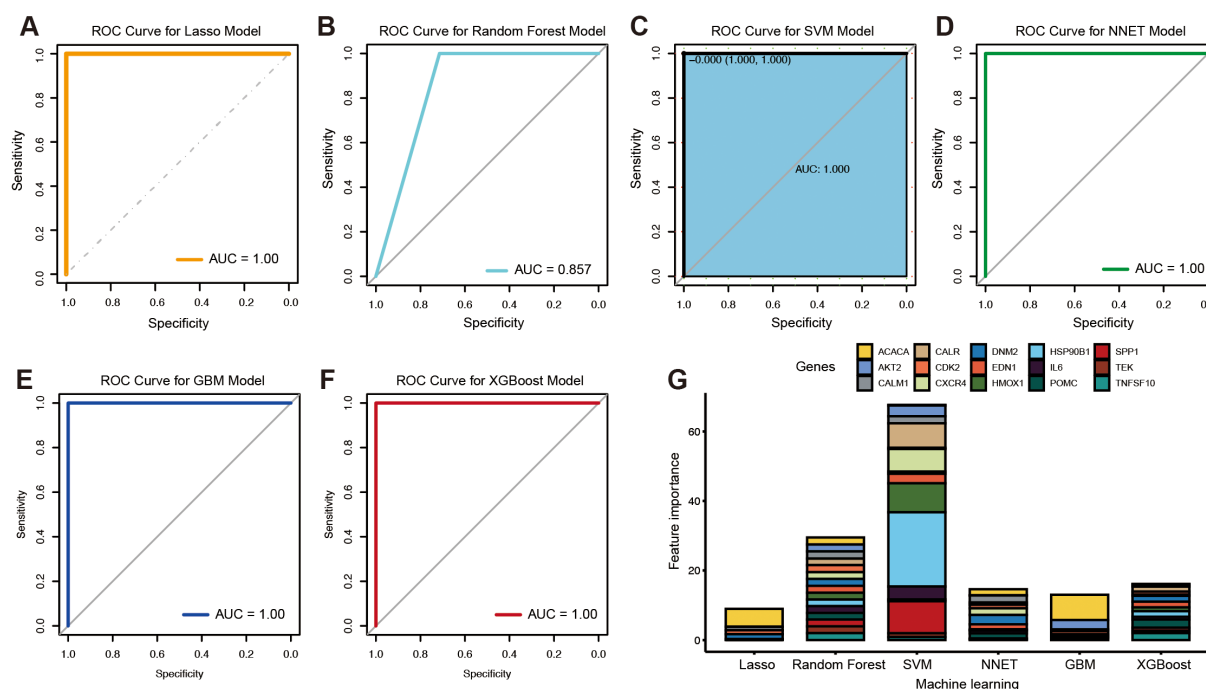 A
ROC Curve for Lasso Model
Sensitivity
0.0 0.2 0.4 0.6 0.8 1.0
AUC = 1.00
1.0 0.8 0.6 0.4 0.2 0.0
Specificity
B
ROC Curve for Random Forest Model
Sensitivity
0.0 0.2 0.4 0.6 0.8 1.0
AUC = 0.857
1.0 0.8 0.6 0.4 0.2 0.0
Specificity
C
ROC Curve for SVM Model
Sensitivity
0.0 0.2 0.4 0.6 0.8 1.0
−0.000 (1.000, 1.000)
AUC: 1.000
1.0 0.8 0.6 0.4 0.2 0.0
Specificity
D
ROC Curve for NNET Model
Sensitivity
0.0 0.2 0.4 0.6 0.8 1.0
AUC = 1.00
1.0 0.8 0.6 0.4 0.2 0.0
Specificity
E
ROC Curve for GBM Model
Sensitivity
0.0 0.2 0.4 0.6 0.8 1.0
AUC = 1.00
1.0 0.8 0.6 0.4 0.2 0.0
Specificity
F
ROC Curve for XGBoost Model
Sensitivity
0.0 0.2 0.4 0.6 0.8 1.0
AUC = 1.00
1.0 0.8 0.6 0.4 0.2 0.0
Specificity
G
Genes
ACACA CALR DNM2 HSP90B1 SPP1
AKT2 CDK2 EDN1 IL6 TEK
CALM1 CXCR4 HMOX1 POMC TNFSF10
Feature importance
60
40
20
0
Lasso Random Forest SVM NNET GBM XGBoost
Machine learning